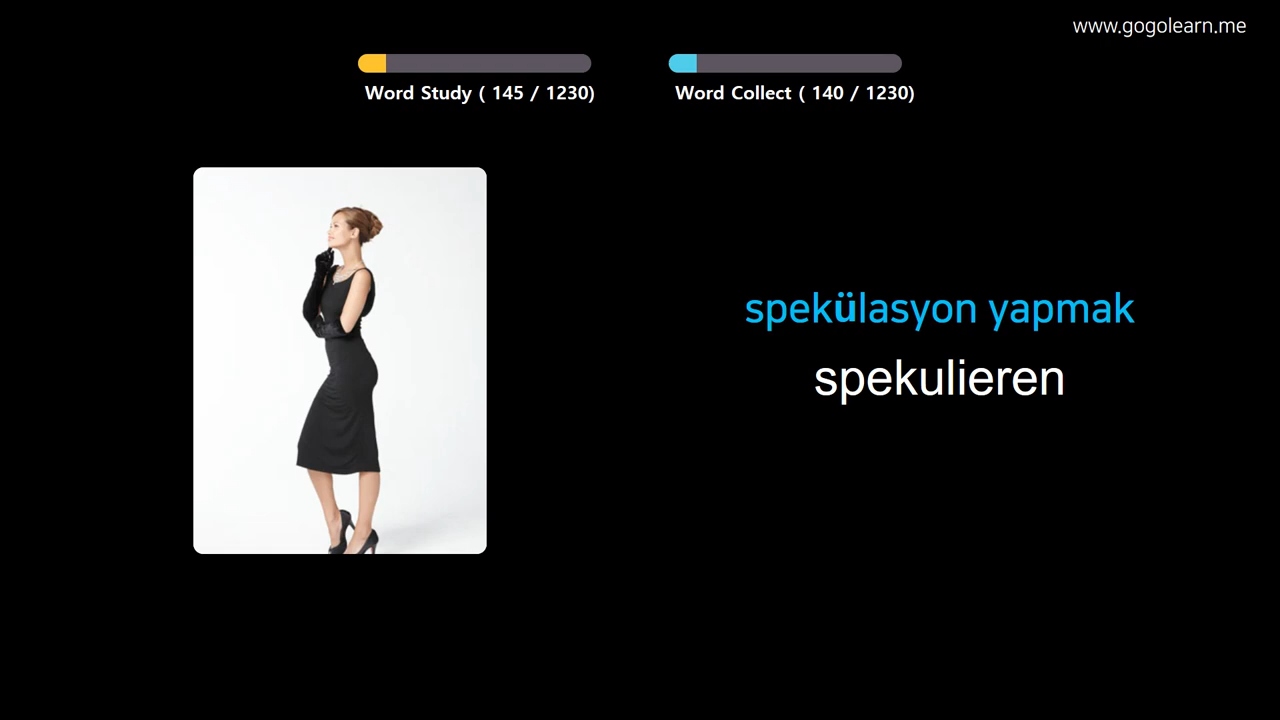 www.gogolearn.me
Word Study ( 145 / 1230)
Word Collect ( 140 / 1230)
spekülasyon yapmak
spekulieren